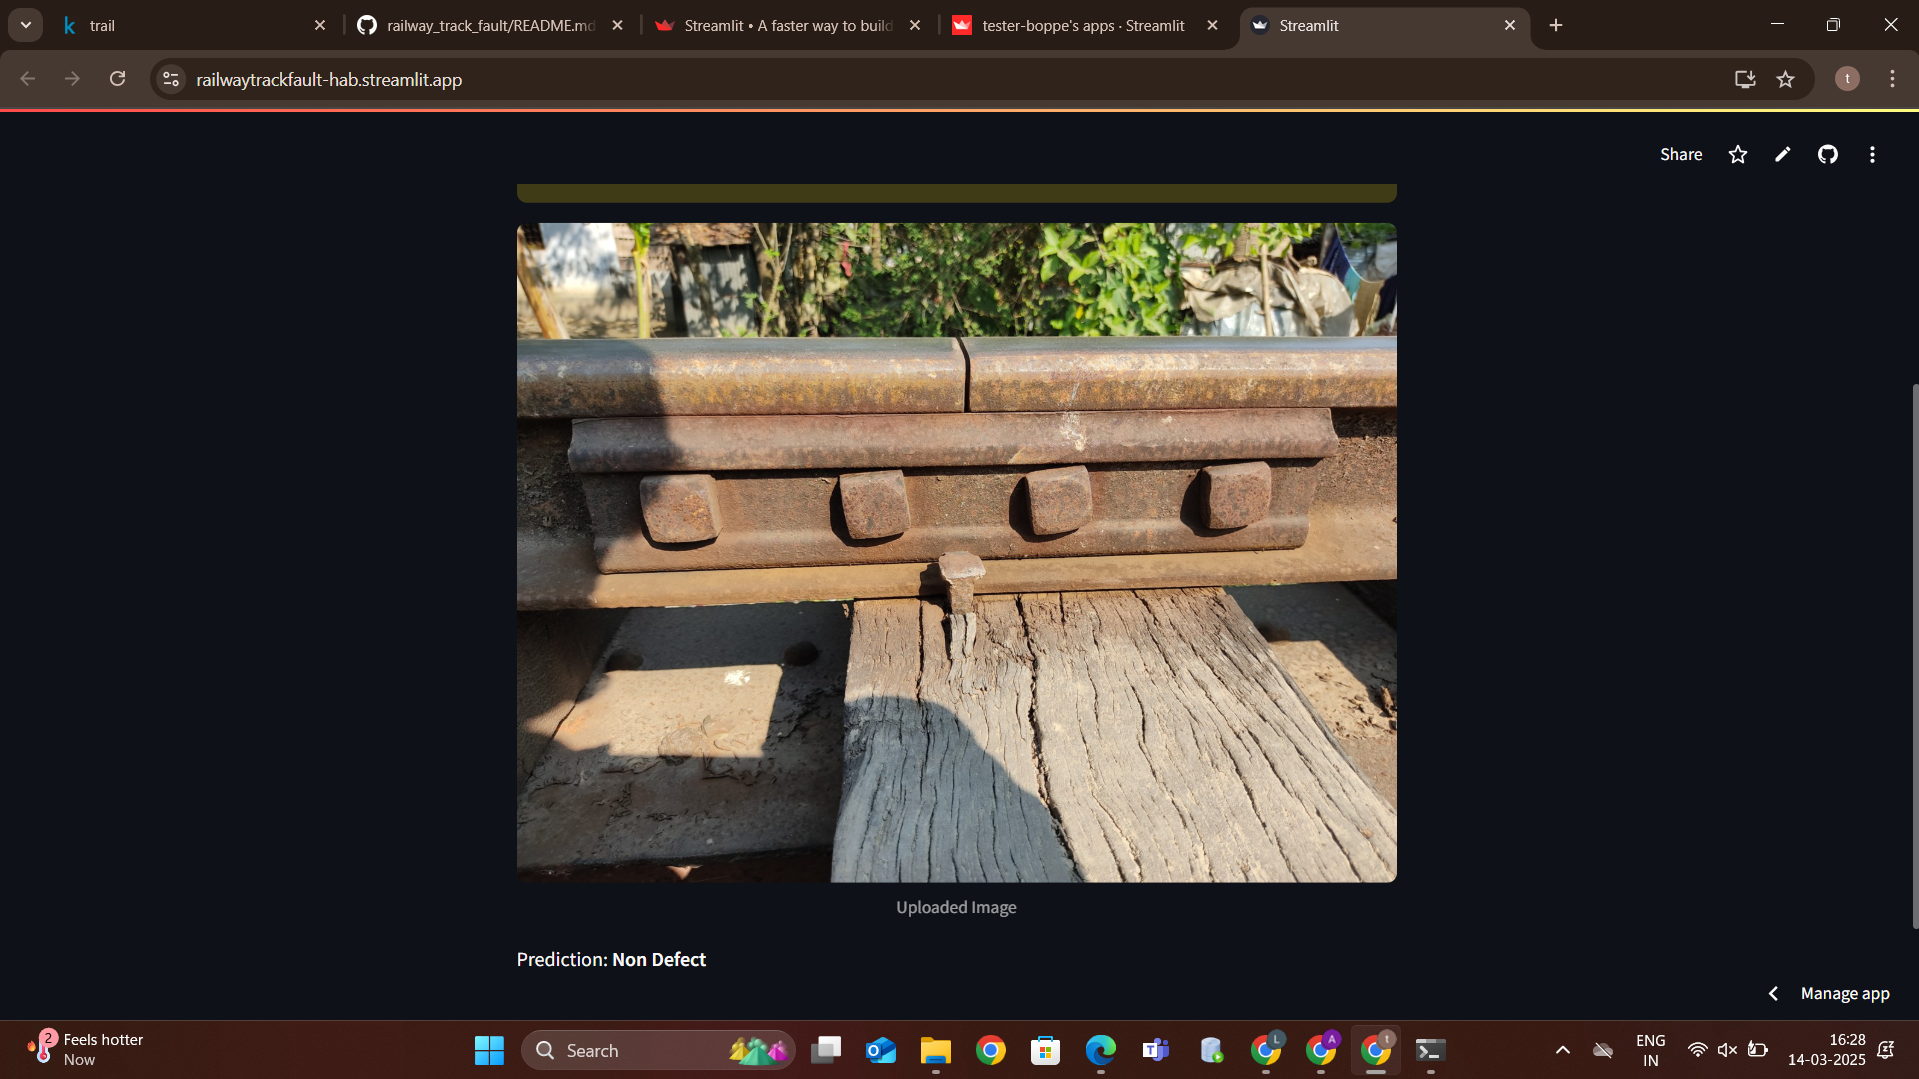 trail
railway_track_fault/README.md
Streamlit • A faster way to build
tester-boppe's apps · Streamlit
Streamlit
railwaytrackfault-hab.streamlit.app
t
Share
Uploaded Image
Prediction: Non Defect
Manage app
2
Feels hotter
Now
Search
L
A
t
ENG
IN
16:28
14-03-2025